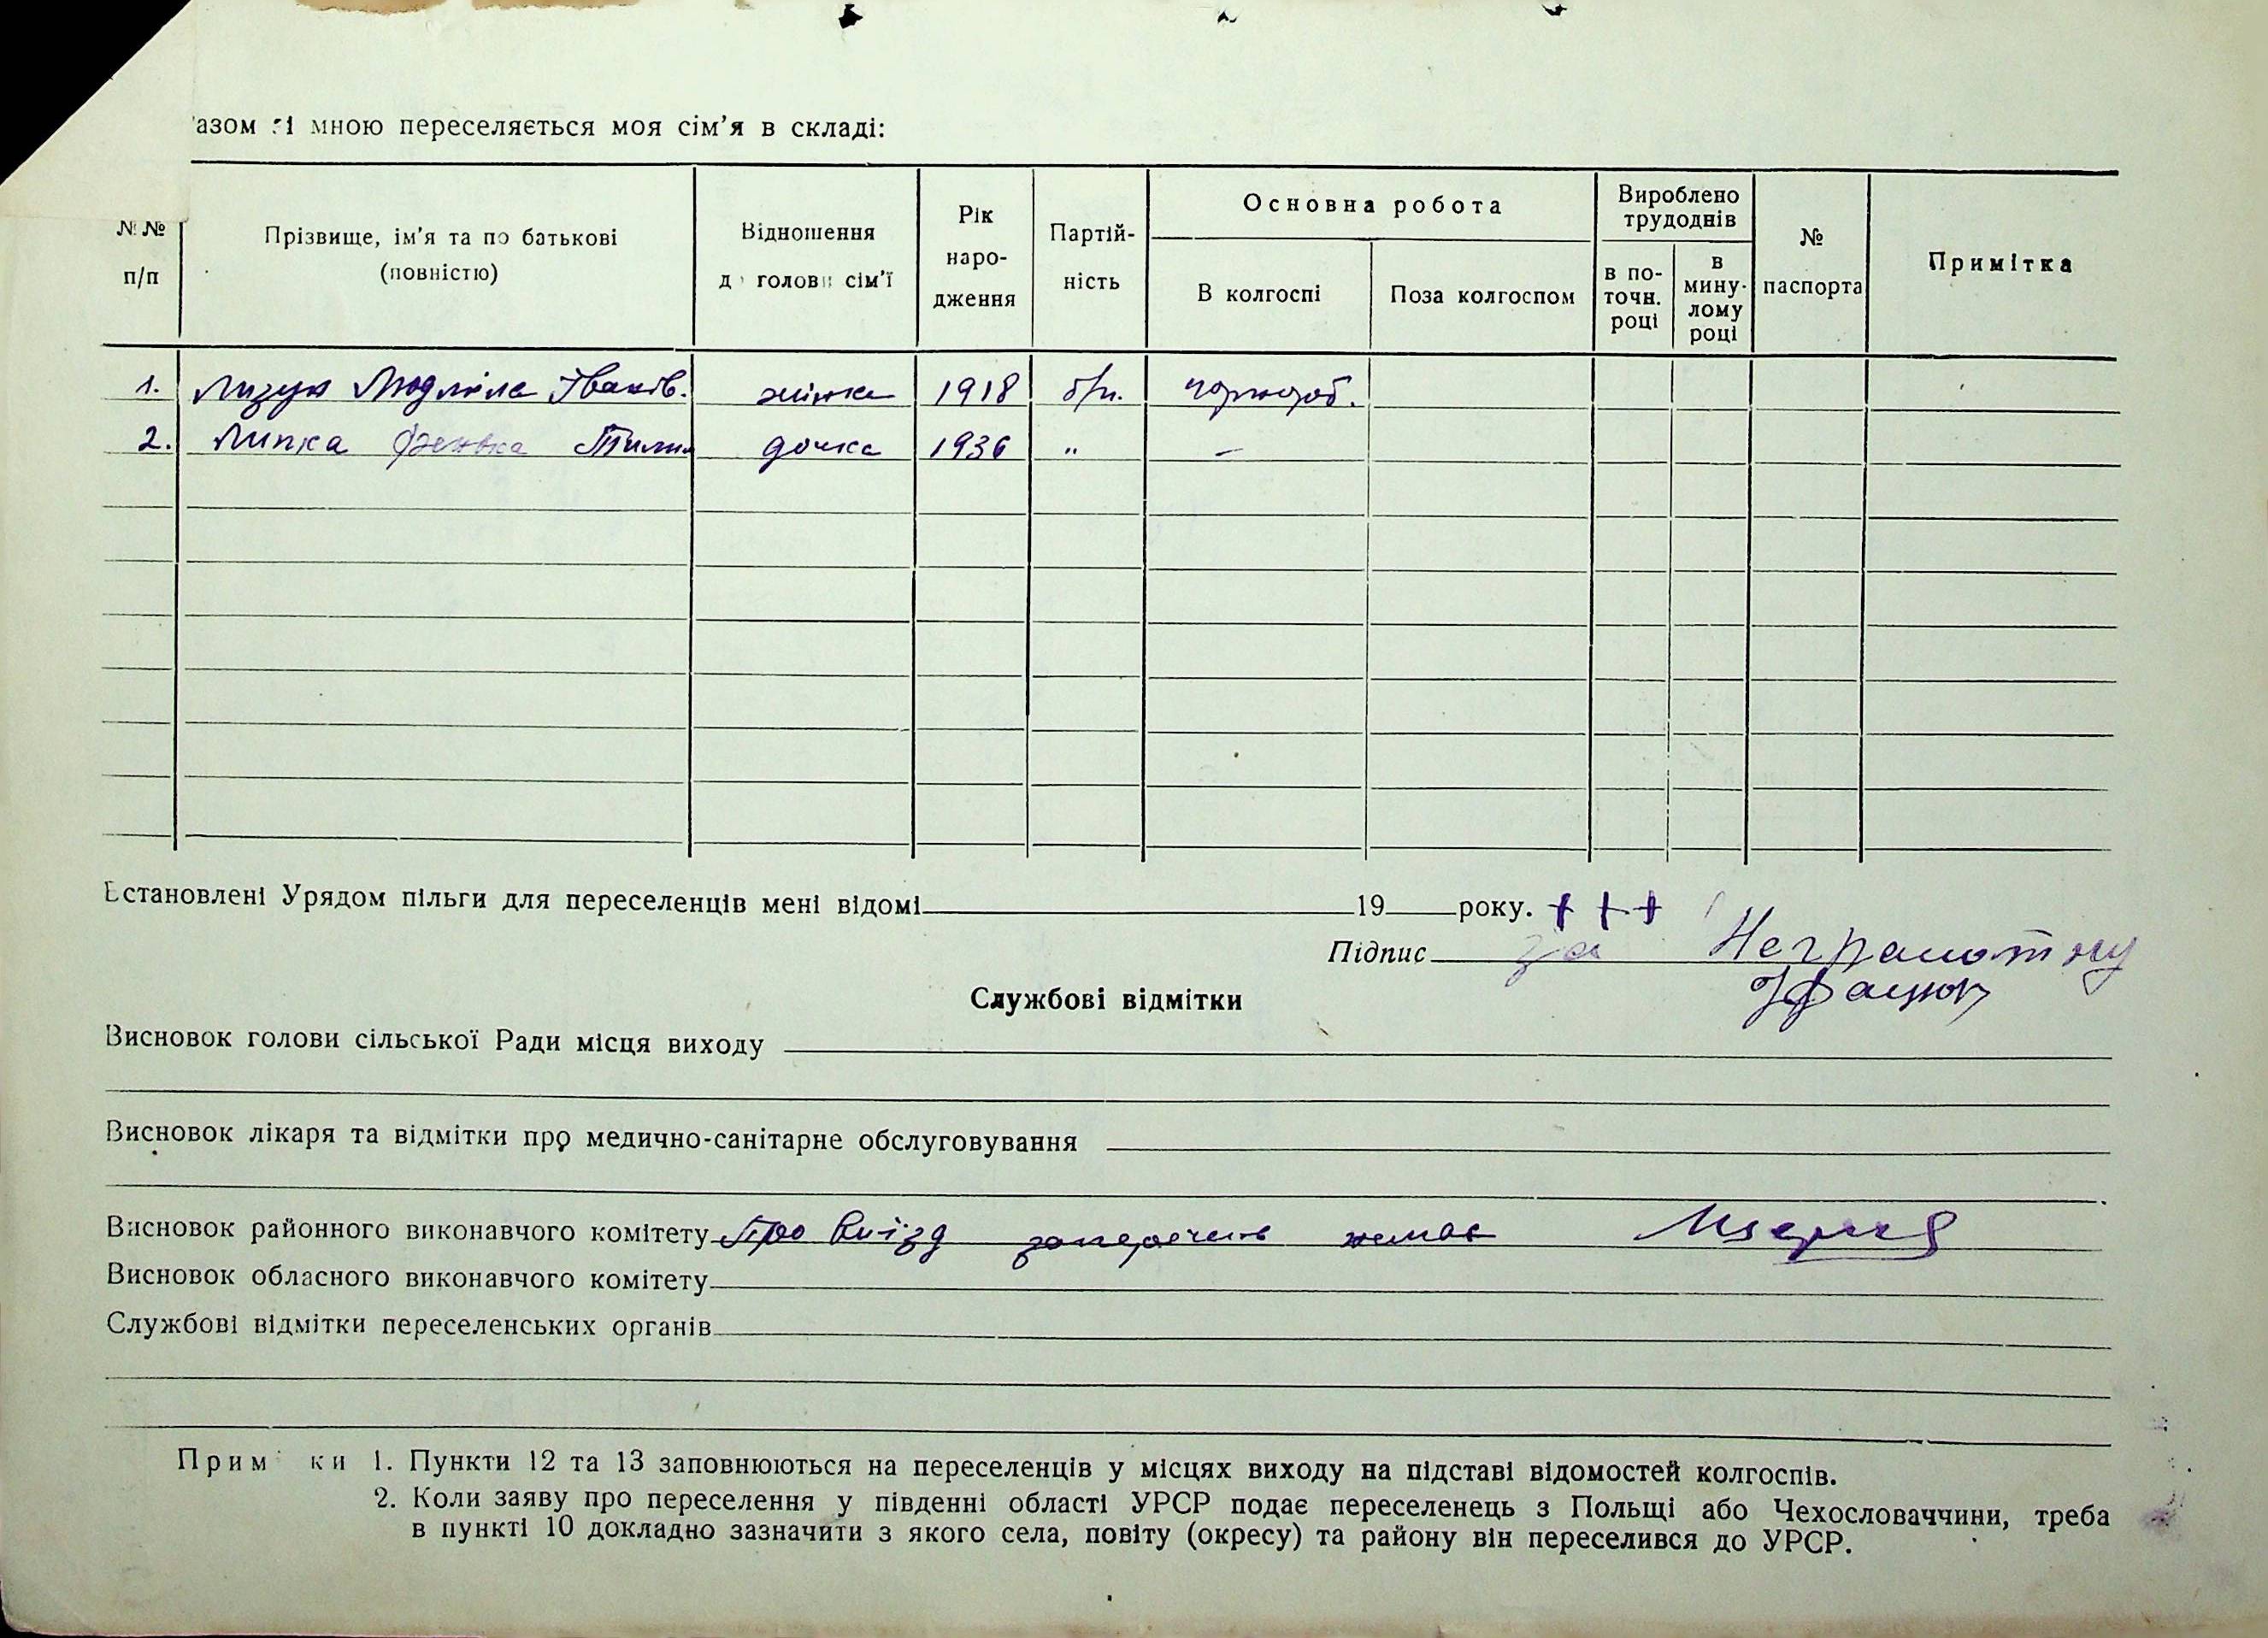 азом зі мною переселяється моя сім’я в складі:
№№ п/п
Прізвище, ім’я та по батькові (повністю)
Відношення до голови сім’ї
Рік народження
Партійність
Основна робота
В колгоспі
Поза колгоспом
Вироблено трудоднів
в поточн. році
в минулому році
№ паспорта
Примітка
1. Людміла Іванів. жінка 1918 б/п. чорнороб.
2. Липка дочка 1936 " –
Встановлені Урядом пільги для переселенців мені відомі 19 року. + + +
Підпис за Неграмотну
Службові відмітки
Висновок голови сільської Ради місця виходу
Висновок лікаря та відмітки про медично-санітарне обслуговування
Висновок районного виконавчого комітету Про виїзд заперечень немає
Висновок обласного виконавчого комітету
Службові відмітки переселенських органів
Прим ки 1. Пункти 12 та 13 заповнюються на переселенців у місцях виходу на підставі відомостей колгоспів.
2. Коли заяву про переселення у південні області УРСР подає переселенець з Польщі або Чехословаччини, треба
в пункті 10 докладно зазначити з якого села, повіту (окресу) та району він переселився до УРСР.